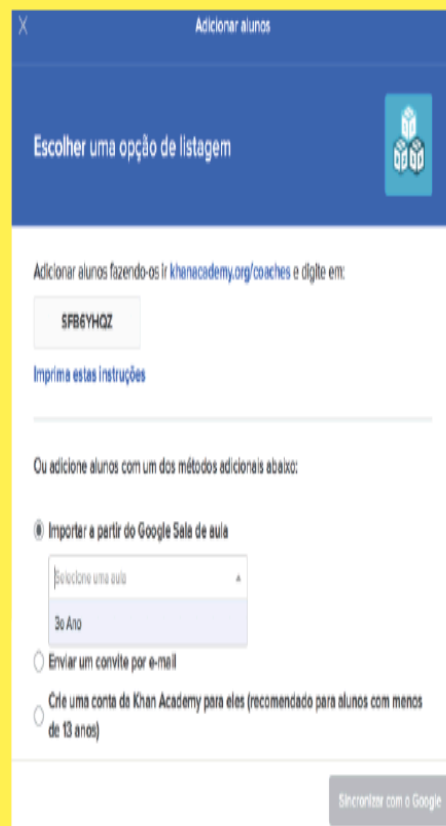 Adicionar alunos
Escolher uma opção de listagem
Adicionar alunos fazendo-os ir khanacademy.org/coaches e digite em:
SFB6YHQZ
Imprima estas instruções
Ou adicione alunos com um dos métodos adicionais abaixo:
Importar a partir do Google Sala de aula
Selecione uma aula
3o Ano
Enviar um convite por e-mail
Crie uma conta da Khan Academy para eles (recomendado para alunos com menos
de 13 anos)
Sincronizar com o Google